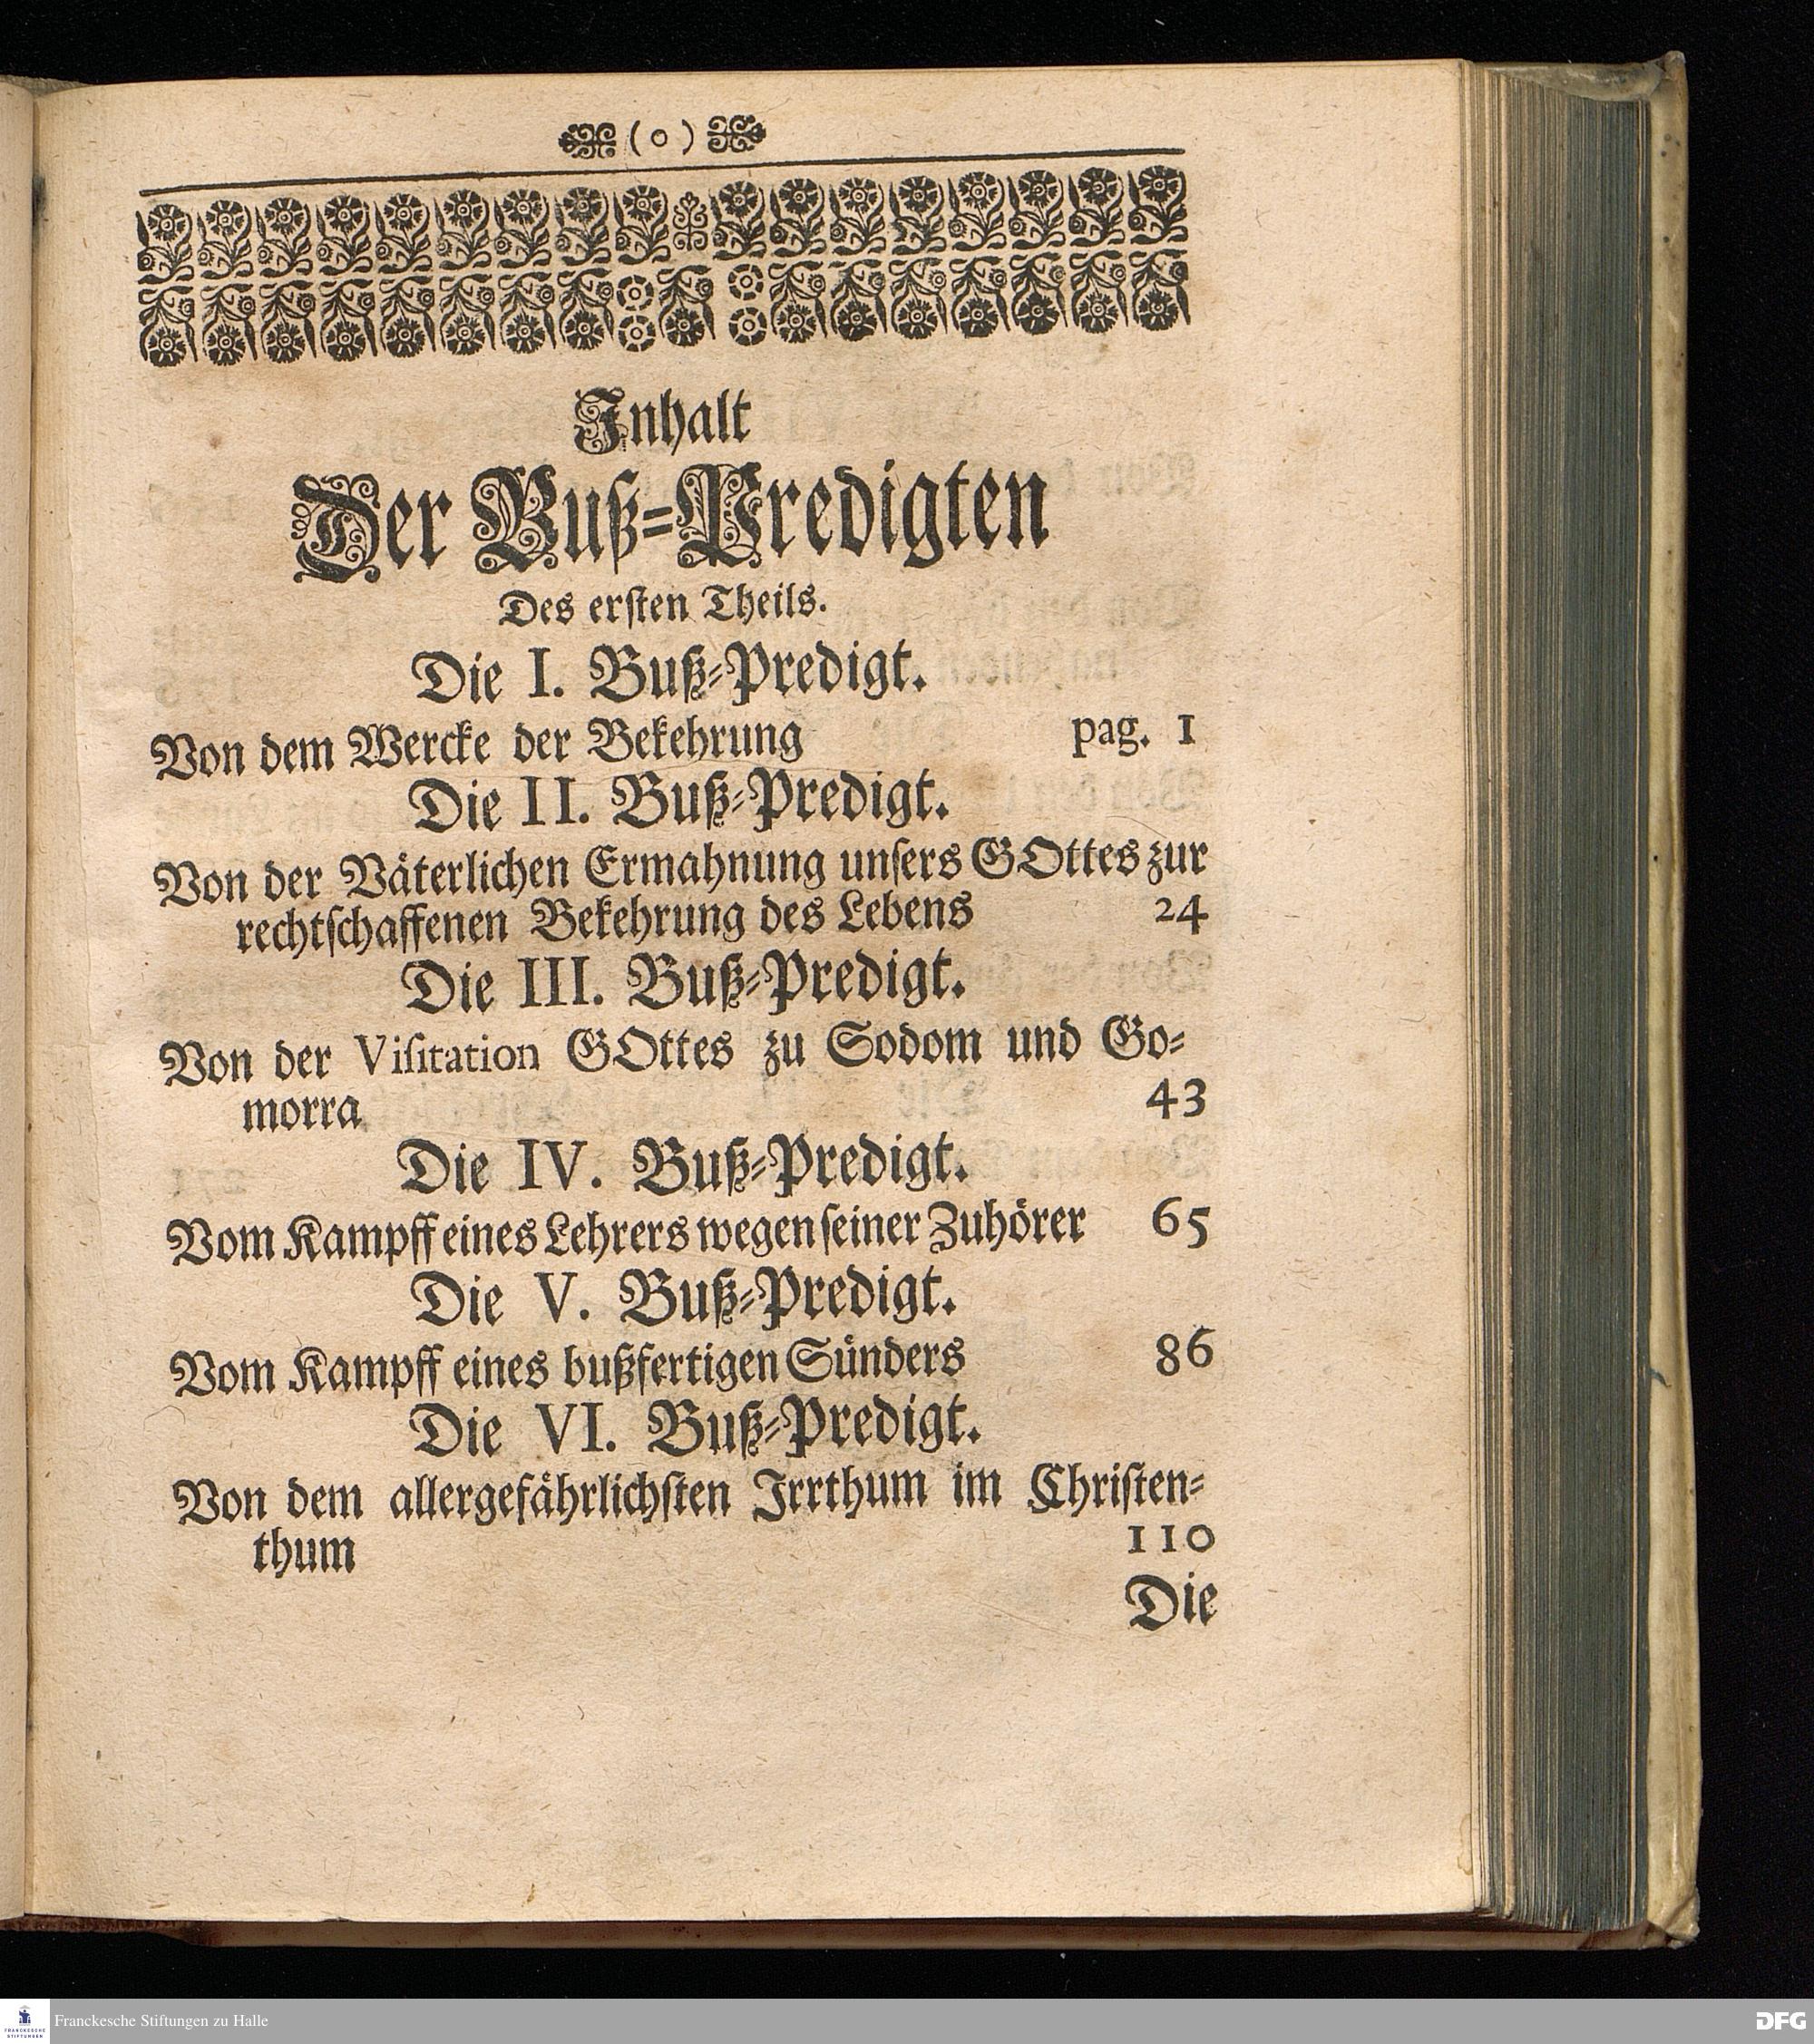 (o)
Inhalt
Der Buß-Predigten
Des ersten Theils.
Die I. Buß-Predigt.
Von dem Wercke der Bekehrung pag. 1
Die II. Buß-Predigt.
Von der Väterlichen Ermahnung unsers GOttes zur
rechtschaffenen Bekehrung des Lebens 24
Die III. Buß-Predigt.
Von der Visitation GOttes zu Sodom und Go-
morra 43
Die IV. Buß-Predigt.
Vom Kampff eines Lehrers wegen seiner Zuhörer 65
Die V. Buß-Predigt.
Vom Kampff eines bußfertigen Sünders 86
Die VI. Buß-Predigt.
Von dem allergefährlichsten Irrthum im Christen-
thum 110
Die
FRANCKESCHE
STIFTUNGEN
Franckesche Stiftungen zu Halle
DFG